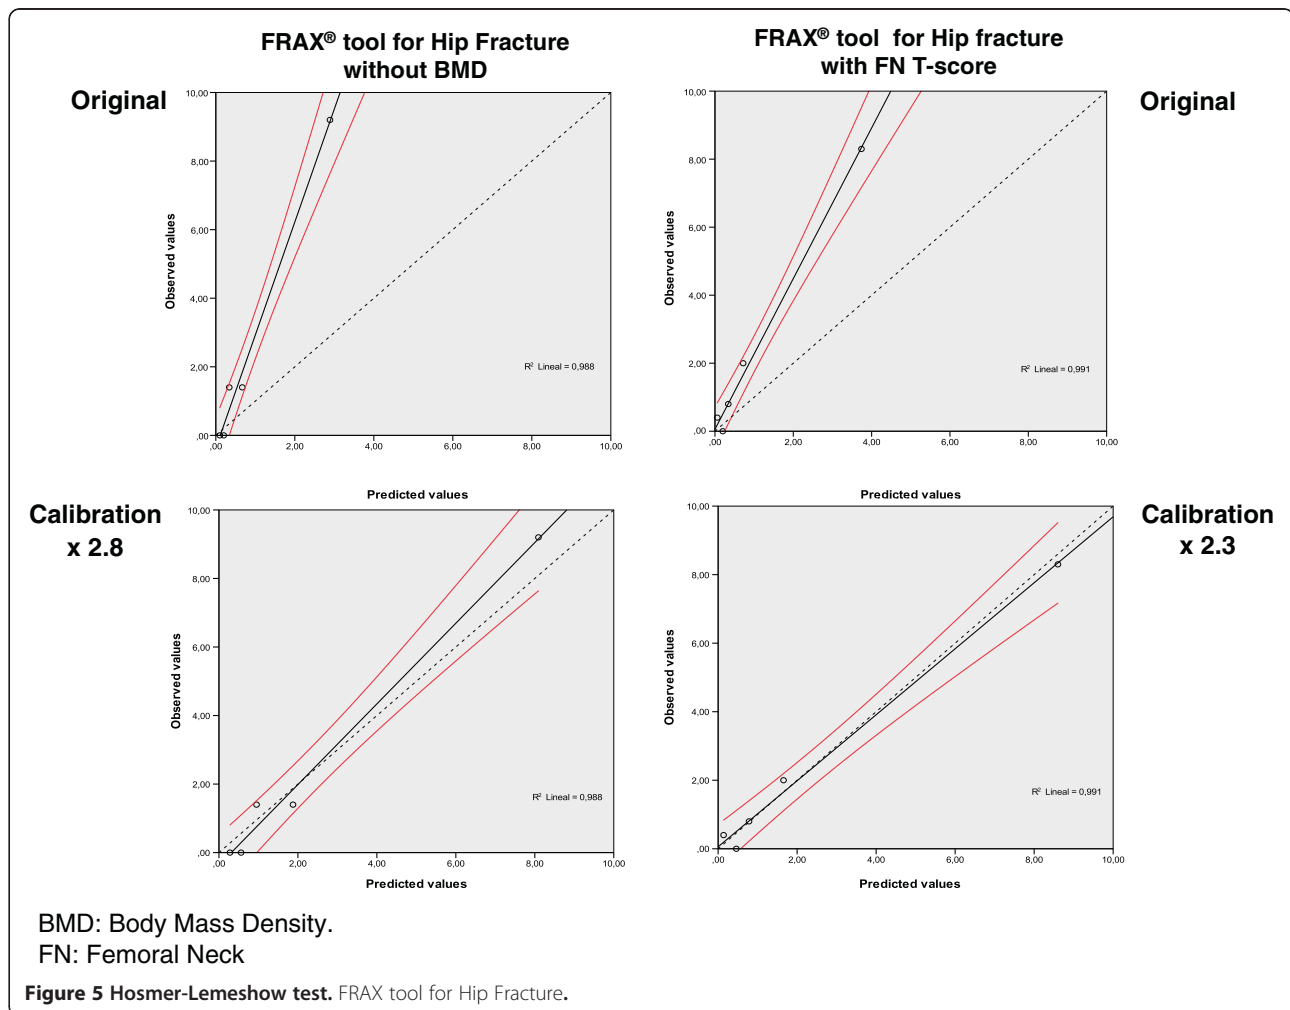 FRAX® tool for Hip Fracture
without BMD
FRAX® tool for Hip fracture
with FN T-score
Original
Original
10,00
8,00
6,00
4,00
2,00
,00
Observed values
R² Lineal = 0,988
,00 2,00 4,00 6,00 8,00 10,00
Predicted values
10,00
8,00
6,00
4,00
2,00
,00
Observed values
R² Lineal = 0,991
,00 2,00 4,00 6,00 8,00 10,00
Predicted values
Calibration
x 2.8
Calibration
x 2.3
10,00
8,00
6,00
4,00
2,00
,00
Observed values
R² Lineal = 0,988
,00 2,00 4,00 6,00 8,00 10,00
Predicted values
10,00
8,00
6,00
4,00
2,00
,00
Observed values
R² Lineal = 0,991
,00 2,00 4,00 6,00 8,00 10,00
Predicted values
BMD: Body Mass Density.
FN: Femoral Neck
Figure 5 Hosmer-Lemeshow test. FRAX tool for Hip Fracture.